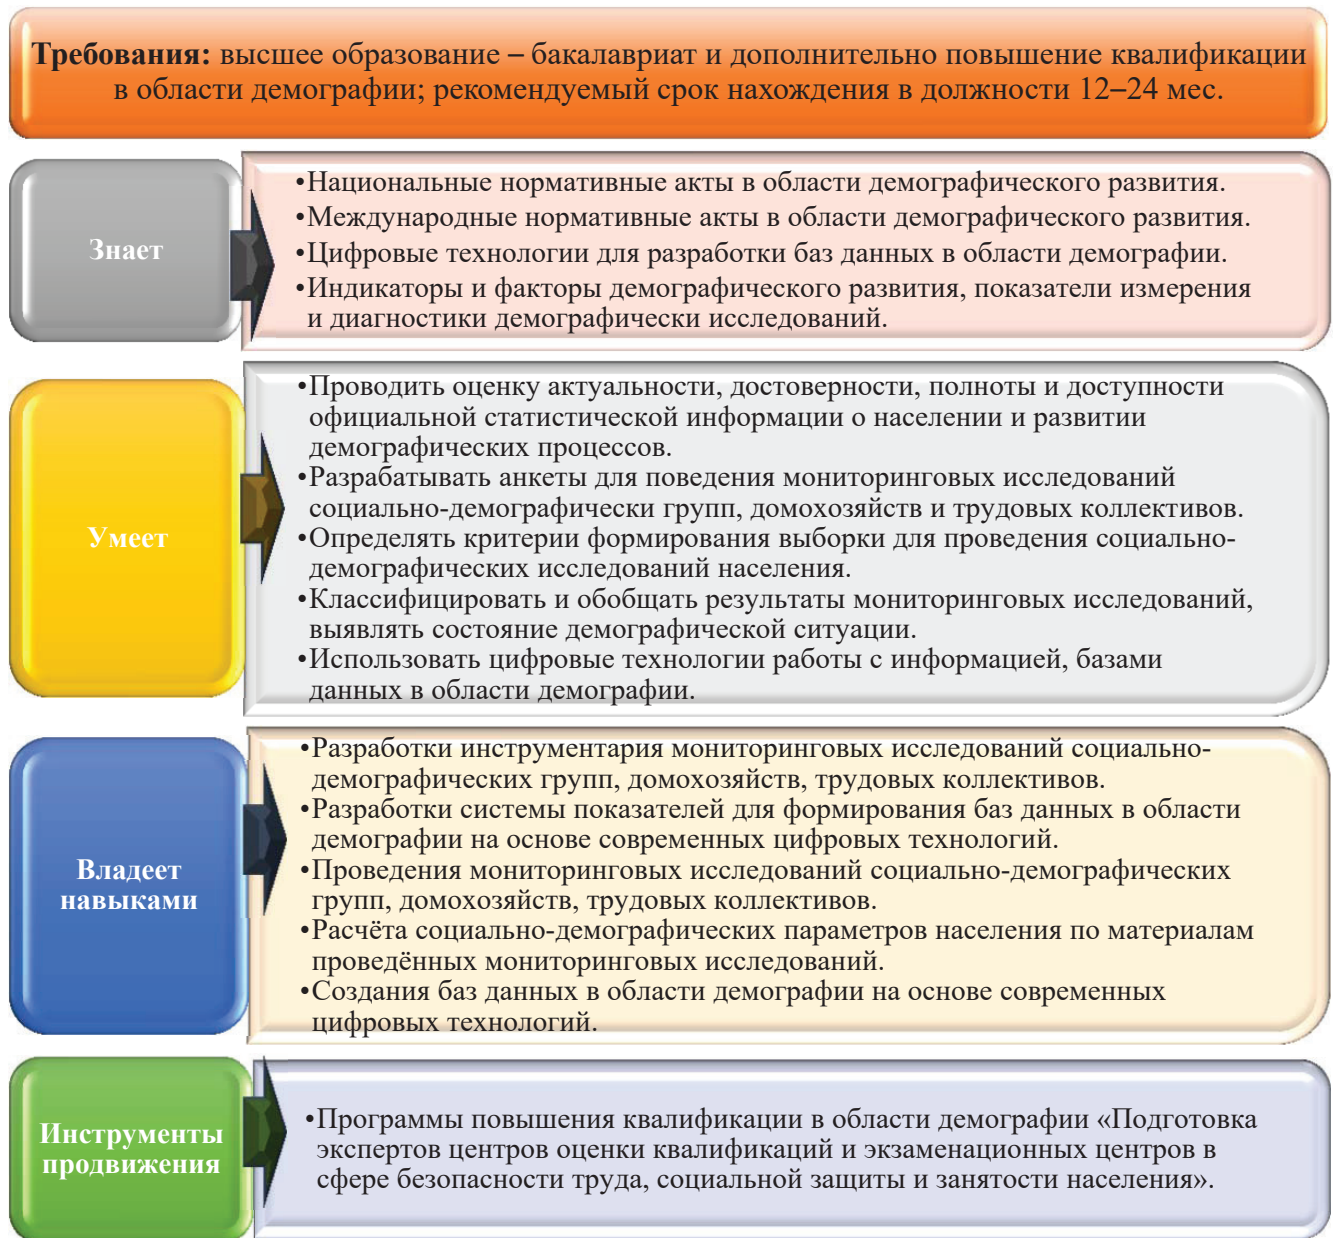 Требования: высшее образование – бакалавриат и дополнительно повышение квалификации
в области демографии; рекомендуемый срок нахождения в должности 12–24 мес.
Знает
•Национальные нормативные акты в области демографического развития.
•Международные нормативные акты в области демографического развития.
•Цифровые технологии для разработки баз данных в области демографии.
•Индикаторы и факторы демографического развития, показатели измерения
и диагностики демографически исследований.
Умеет
•Проводить оценку актуальности, достоверности, полноты и доступности
официальной статистической информации о населении и развитии
демографических процессов.
•Разрабатывать анкеты для поведения мониторинговых исследований
социально-демографически групп, домохозяйств и трудовых коллективов.
•Определять критерии формирования выборки для проведения социально-
демографических исследований населения.
•Классифицировать и обобщать результаты мониторинговых исследований,
выявлять состояние демографической ситуации.
•Использовать цифровые технологии работы с информацией, базами
данных в области демографии.
Владеет
навыками
•Разработки инструментария мониторинговых исследований социально-
демографических групп, домохозяйств, трудовых коллективов.
•Разработки системы показателей для формирования баз данных в области
демографии на основе современных цифровых технологий.
•Проведения мониторинговых исследований социально-демографических
групп, домохозяйств, трудовых коллективов.
•Расчёта социально-демографических параметров населения по материалам
проведённых мониторинговых исследований.
•Создания баз данных в области демографии на основе современных
цифровых технологий.
Инструменты
продвижения
•Программы повышения квалификации в области демографии «Подготовка
экспертов центров оценки квалификаций и экзаменационных центров в
сфере безопасности труда, социальной защиты и занятости населения».